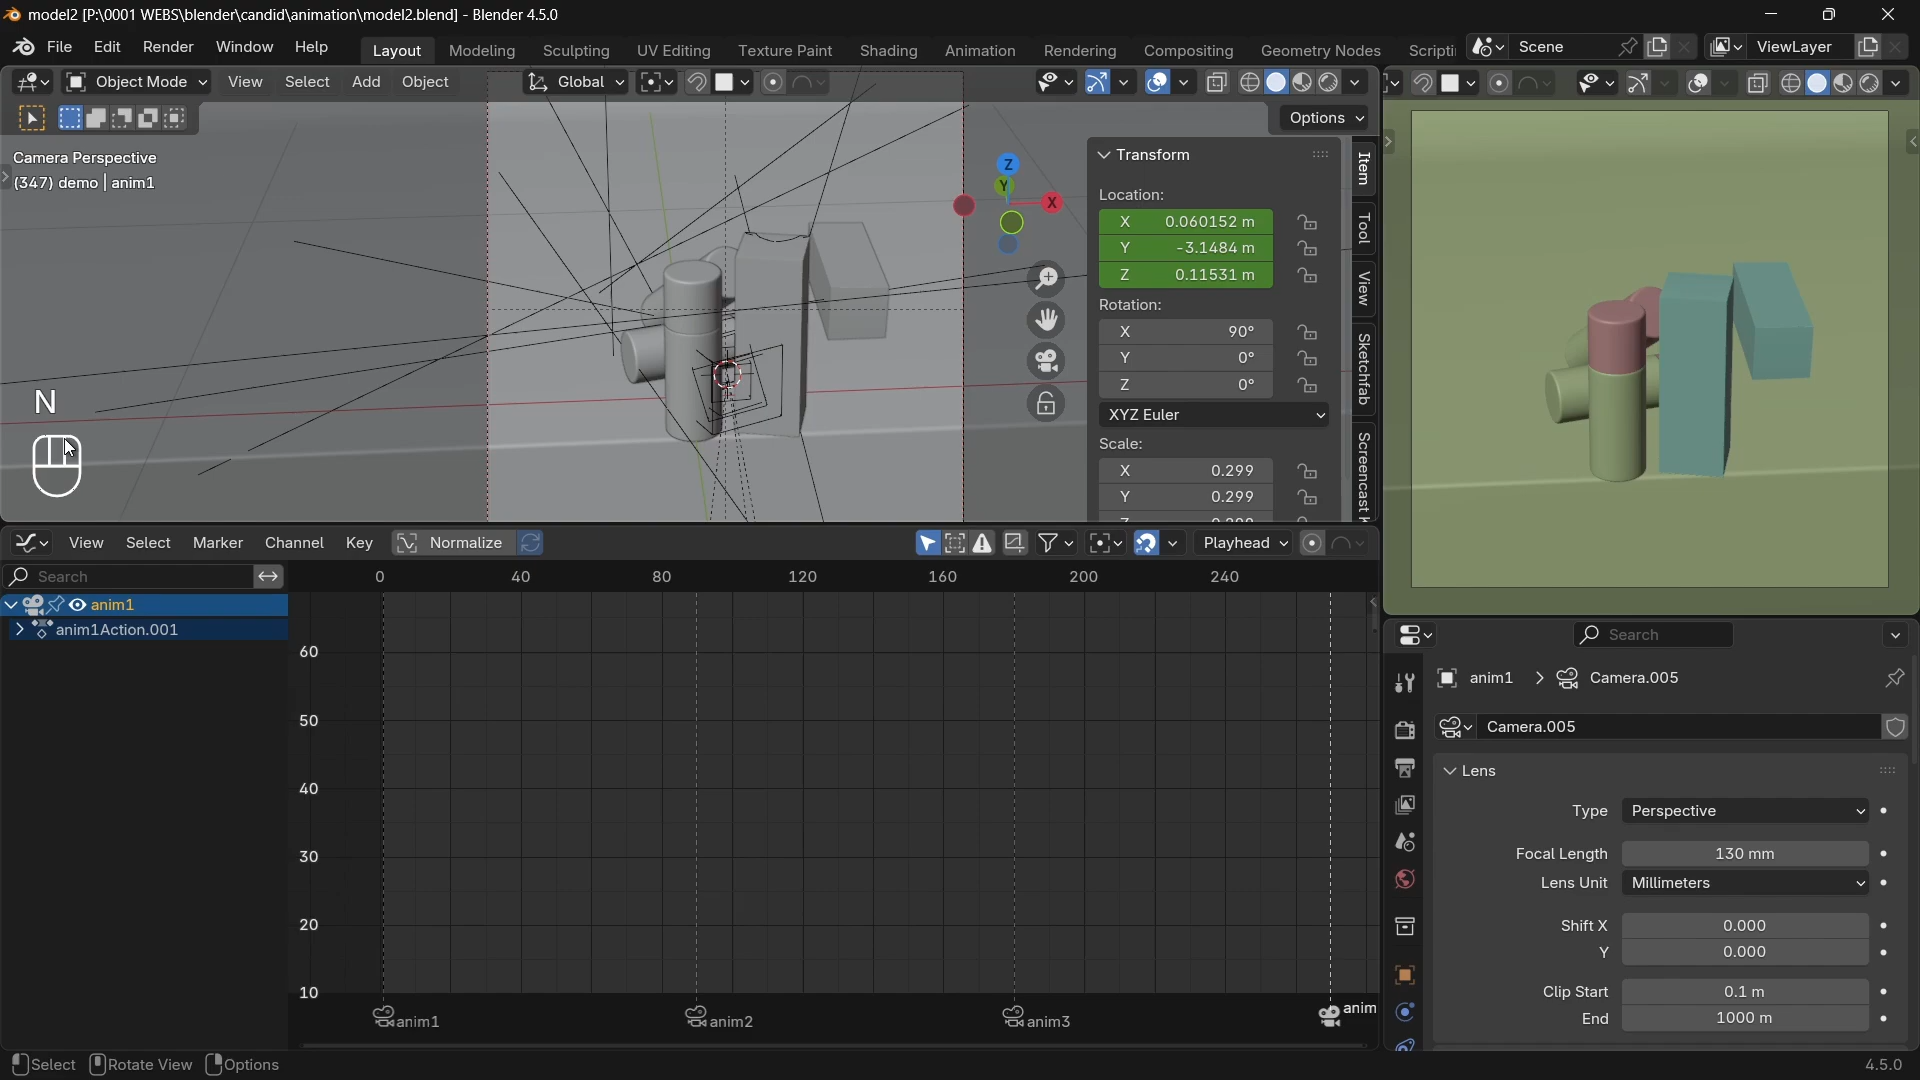 model2 [P:\0001 WEBS\blender\candid\animation\model2.blend] - Blender 4.5.0
File Edit Render Window Help
Layout Modeling Sculpting UV Editing Texture Paint Shading Animation Rendering Compositing Geometry Nodes Scripti
Scene ViewLayer
Object Mode View Select Add Object Global
Options
Camera Perspective
(347) demo | anim1
N
Z
Y
X
Transform
Location:
X 0.060152 m
Y -3.1484 m
Z 0.11531 m
Rotation:
X 90°
Y 0°
Z 0°
XYZ Euler
Scale:
X 0.299
Y 0.299
Item
Tool
View
Sketchfab
Screencast K
View Select Marker Channel Key Normalize Playhead
Search
0 40 80 120 160 200 240
anim1
anim1Action.001
60
50
40
30
20
10
anim1 anim2 anim3 anim
Search
anim1 Camera.005
Camera.005
Lens
Type Perspective
Focal Length 130 mm
Lens Unit Millimeters
Shift X 0.000
Y 0.000
Clip Start 0.1 m
End 1000 m
Select Rotate View Options
4.5.0